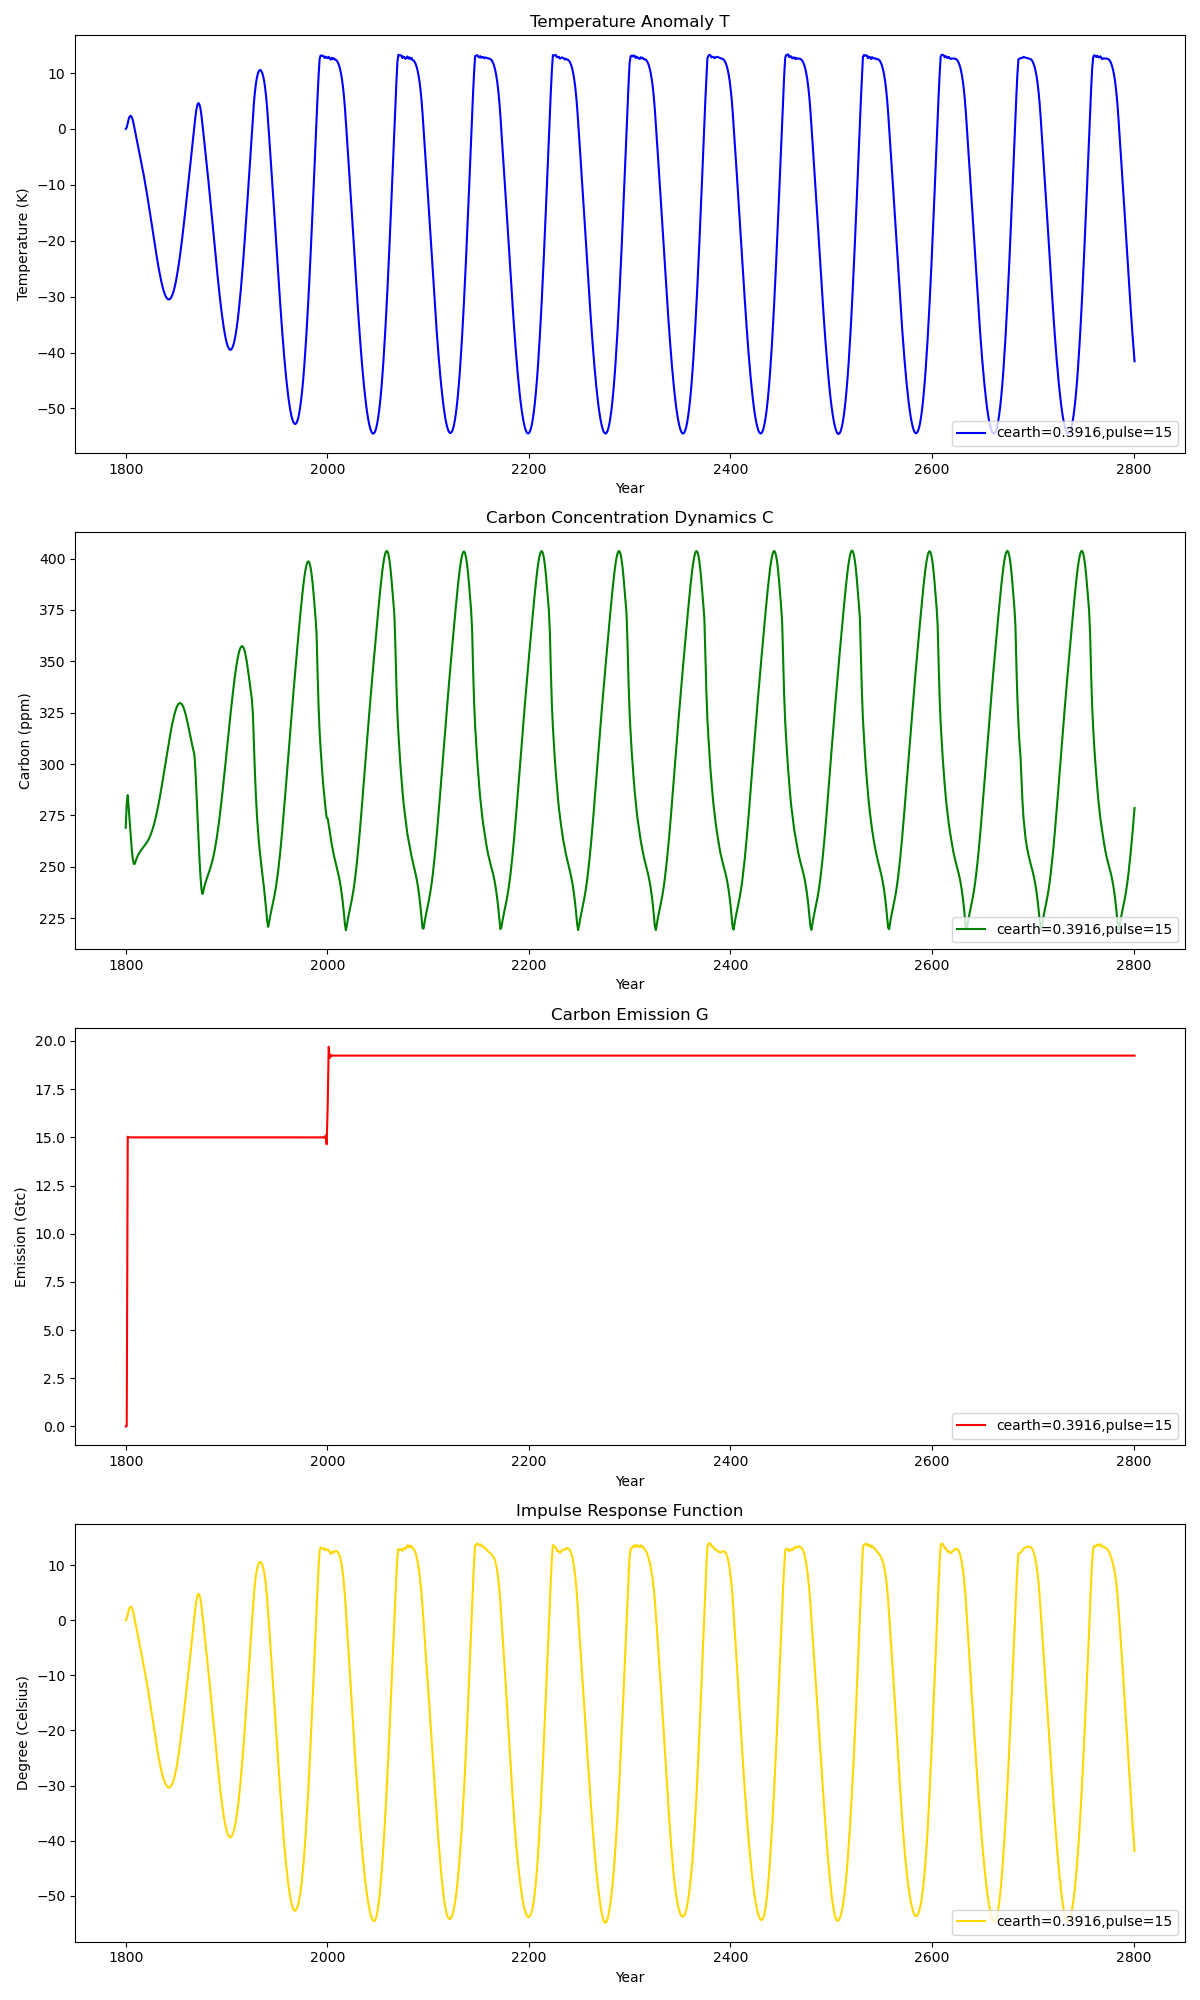 Temperature Anomaly T
Temperature (K)
10
0
−10
−20
−30
−40
−50
cearth=0.3916,pulse=15
1800 2000 2200 2400 2600 2800
Year
Carbon Concentration Dynamics C
Carbon (ppm)
400
375
350
325
300
275
250
225
cearth=0.3916,pulse=15
1800 2000 2200 2400 2600 2800
Year
Carbon Emission G
Emission (Gtc)
20.0
17.5
15.0
12.5
10.0
7.5
5.0
2.5
0.0
cearth=0.3916,pulse=15
1800 2000 2200 2400 2600 2800
Year
Impulse Response Function
Degree (Celsius)
10
0
−10
−20
−30
−40
−50
cearth=0.3916,pulse=15
1800 2000 2200 2400 2600 2800
Year